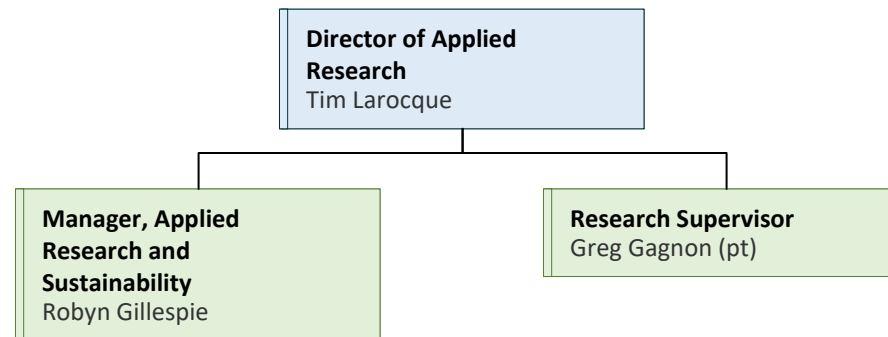 Director of Applied
Research
Tim Larocque
Manager, Applied
Research and
Sustainability
Robyn Gillespie
Research Supervisor
Greg Gagnon (pt)